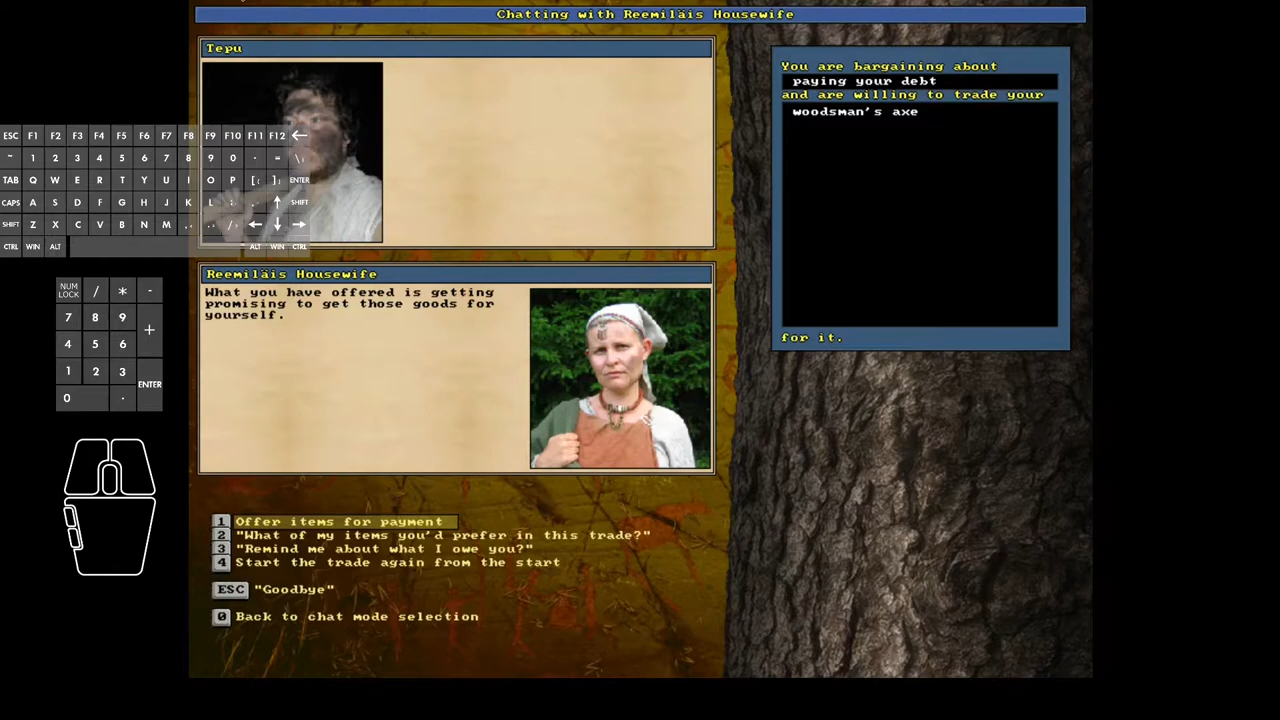 Chatting with Reemiläis Housewife
Tepu
You are bargaining about
paying your debt
and are willing to trade your
woodsman's axe
for it.
ESC F1 F2 F3 F4 F5 F6 F7 F8 F9 F10 F11 F12
~ 1 2 3 4 5 6 7 8 9 0 - = \
TAB Q W E R T Y U I O P [{ ]} ENTER
CAPS A S D F G H J K L ; SHIFT
SHIFT Z X C V B N M
CTRL WIN ALT ALT WIN CTRL
Reemiläis Housewife
What you have offered is getting
promising to get those goods for
yourself.
NUM LOCK / * -
7 8 9 +
4 5 6
1 2 3 ENTER
0 .
1 Offer items for payment
2 "What of my items you'd prefer in this trade?"
3 "Remind me about what I owe you?"
4 Start the trade again from the start
ESC "Goodbye"
0 Back to chat mode selection